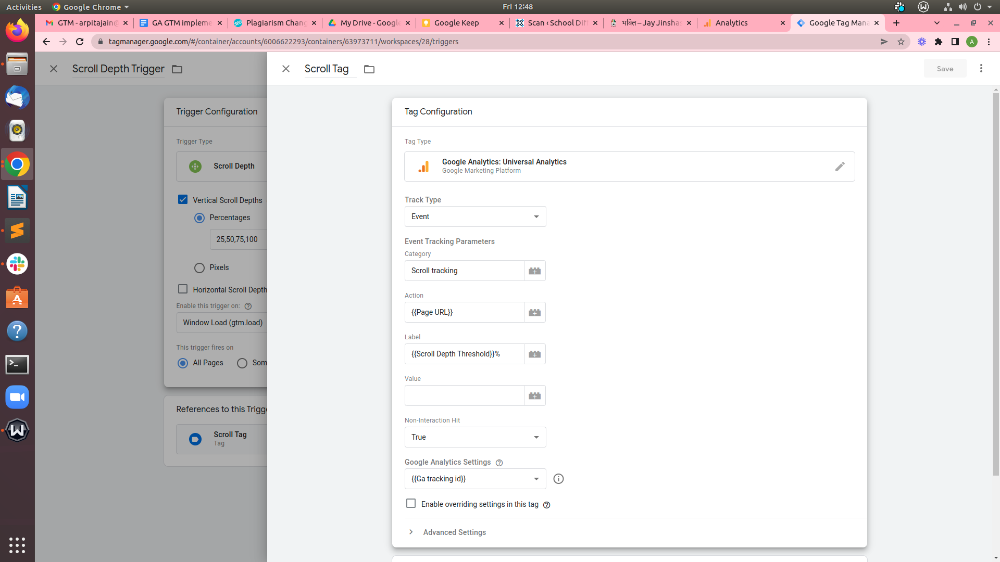 Activities
Google Chrome
Fri 12:48
GTM - arpitajain@
GA GTM impleme
Plagiarism Chang
My Drive - Google
Google Keep
Scan ‹ School Diff
भक्ति – Jay Jinshas
Analytics
Google Tag Mana
tagmanager.google.com/#/container/accounts/6006622293/containers/63973711/workspaces/28/triggers
A
Scroll Depth Trigger
Trigger Configuration
Trigger Type
Scroll Depth
Vertical Scroll Depths
Percentages
25,50,75,100
Pixels
Horizontal Scroll Depth
Enable this trigger on:
Window Load (gtm.load)
This trigger fires on
All Pages
Som
References to this Trigge
Scroll Tag
Tag
Scroll Tag
Save
Tag Configuration
Tag Type
Google Analytics: Universal Analytics
Google Marketing Platform
Track Type
Event
Event Tracking Parameters
Category
Scroll tracking
Action
{{Page URL}}
Label
{{Scroll Depth Threshold}}%
Value
Non-Interaction Hit
True
Google Analytics Settings
{{Ga tracking id}}
Enable overriding settings in this tag
Advanced Settings